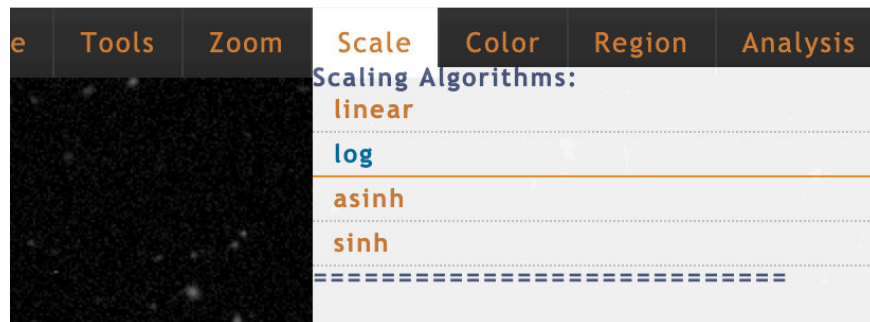 e Tools Zoom Scale Color Region Analysis
Scaling Algorithms:
linear
log
asinh
sinh
============================